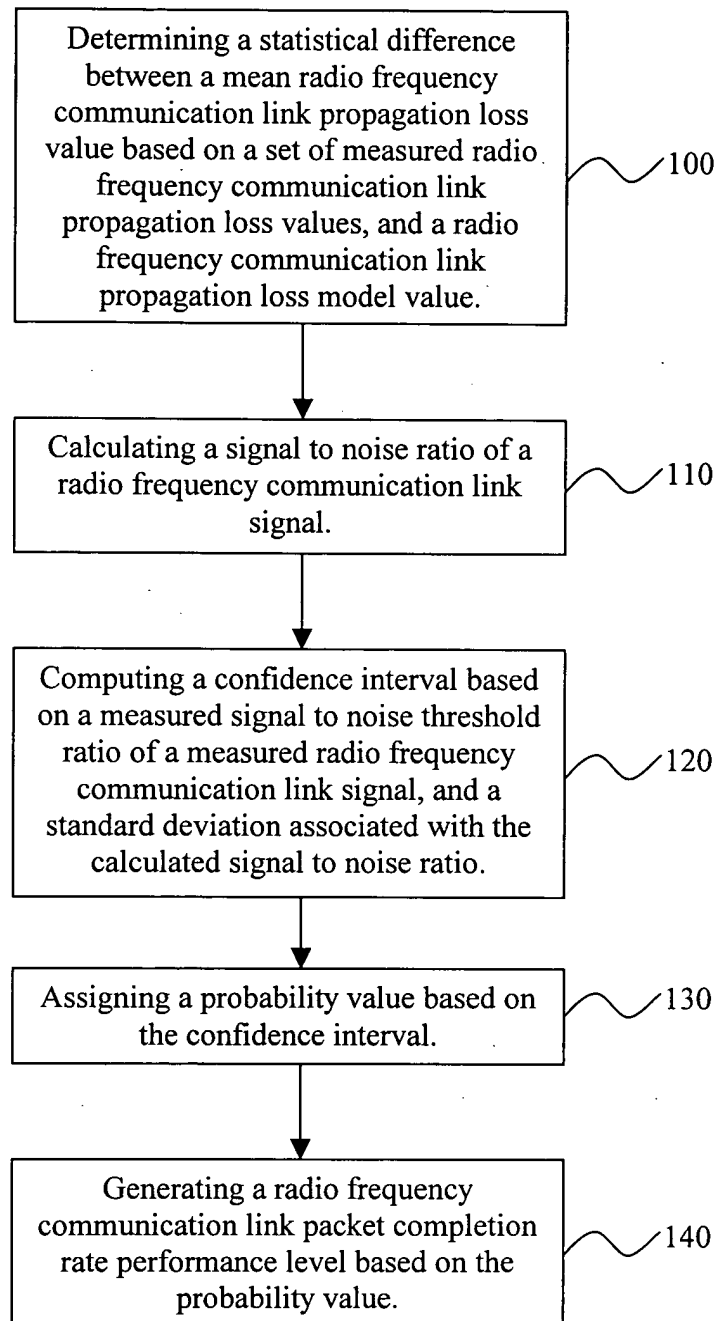 Determining a statistical difference
between a mean radio frequency
communication link propagation loss
value based on a set of measured radio
frequency communication link
propagation loss values, and a radio
frequency communication link
propagation loss model value.
100
Calculating a signal to noise ratio of a
radio frequency communication link
signal.
110
Computing a confidence interval based
on a measured signal to noise threshold
ratio of a measured radio frequency
communication link signal, and a
standard deviation associated with the
calculated signal to noise ratio.
120
Assigning a probability value based on
the confidence interval.
130
Generating a radio frequency
communication link packet completion
rate performance level based on the
probability value.
140